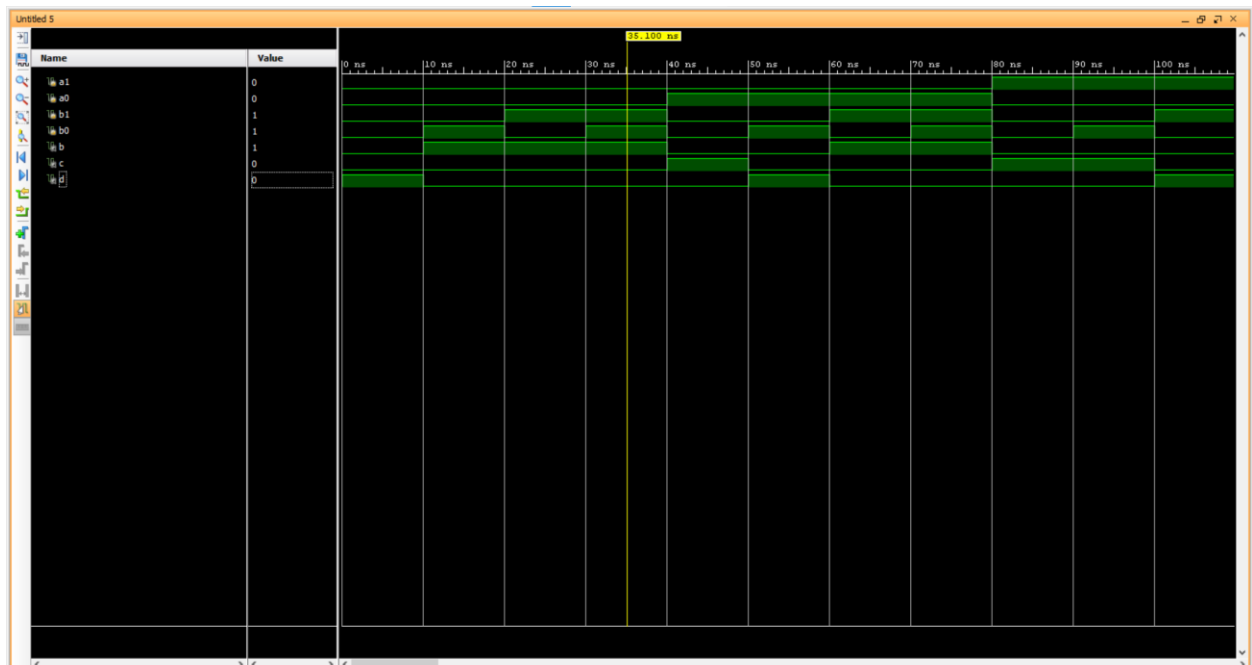 Untitled 5
35.100 ns
Name Value
0 ns 10 ns 20 ns 30 ns 40 ns 50 ns 60 ns 70 ns 80 ns 90 ns 100 ns
a1 0
a0 0
b1 1
b0 1
b 1
c 0
d 0